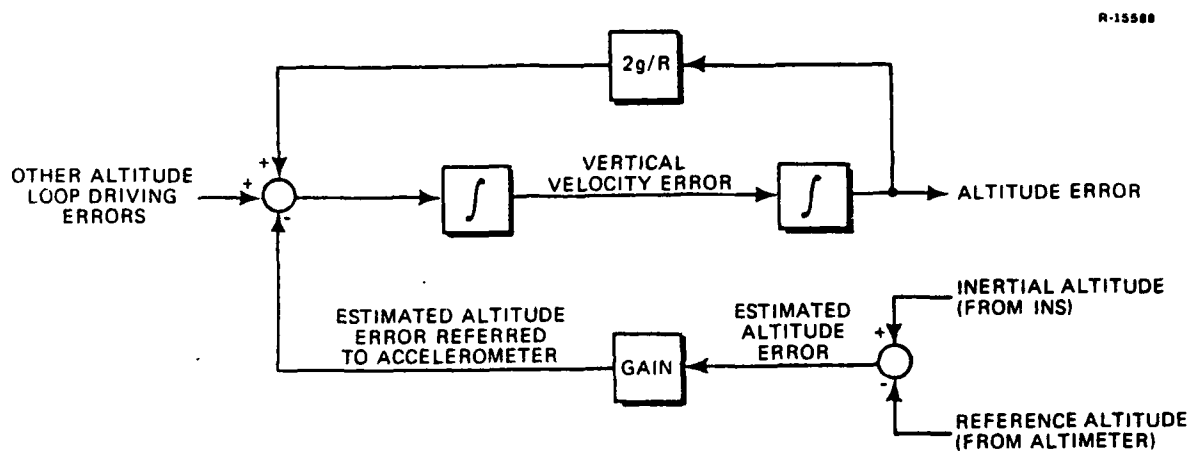 R-15588
2g/R
+
OTHER ALTITUDE
LOOP DRIVING
ERRORS
+
-
∫
VERTICAL
VELOCITY ERROR
∫
ALTITUDE ERROR
ESTIMATED ALTITUDE
ERROR REFERRED
TO ACCELEROMETER
GAIN
ESTIMATED
ALTITUDE
ERROR
INERTIAL ALTITUDE
(FROM INS)
+
-
REFERENCE ALTITUDE
(FROM ALTIMETER)